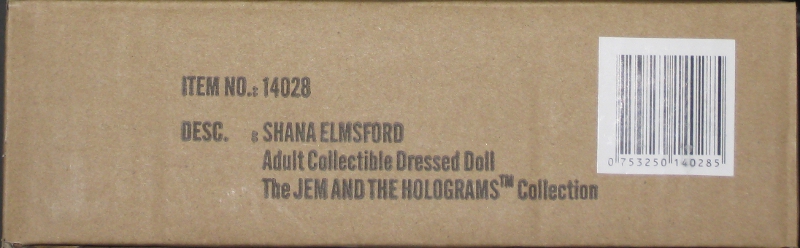 ITEM NO.: 14028
DESC. : SHANA ELMSFORD
Adult Collectible Dressed Doll
The JEM AND THE HOLOGRAMS™ Collection
0 753250 140285